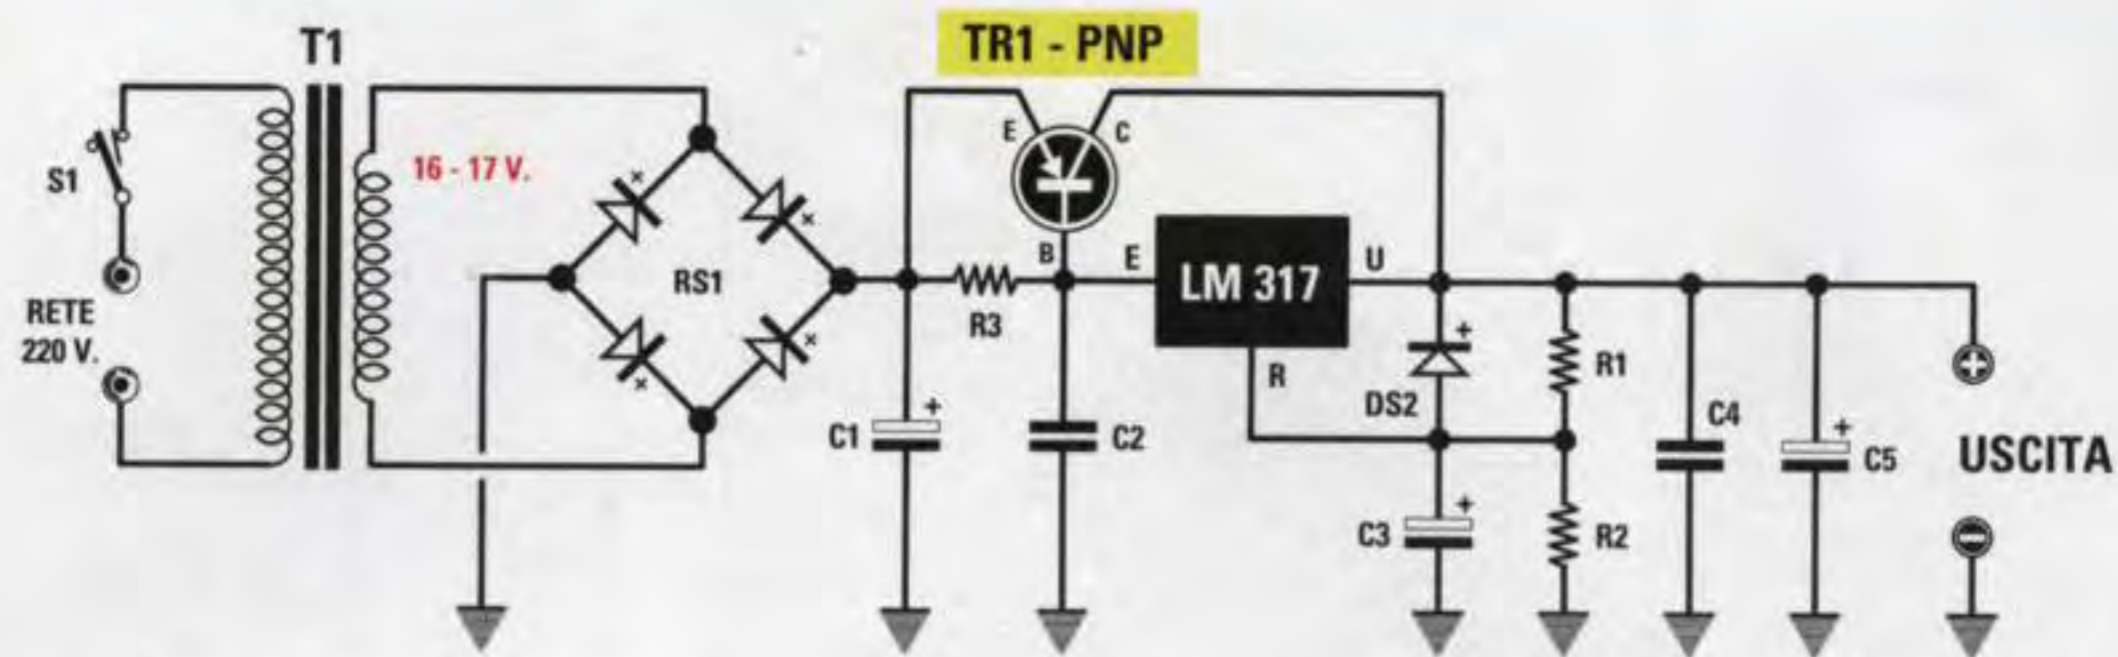 T1
TR1 - PNP
E
C
S1
16 - 17 V.
RS1
B
E
LM 317
U
RETE
220 V.
R3
R
DS2
R1
C1
+
C2
+
C4
+
C5
USCITA
C3
+
R2